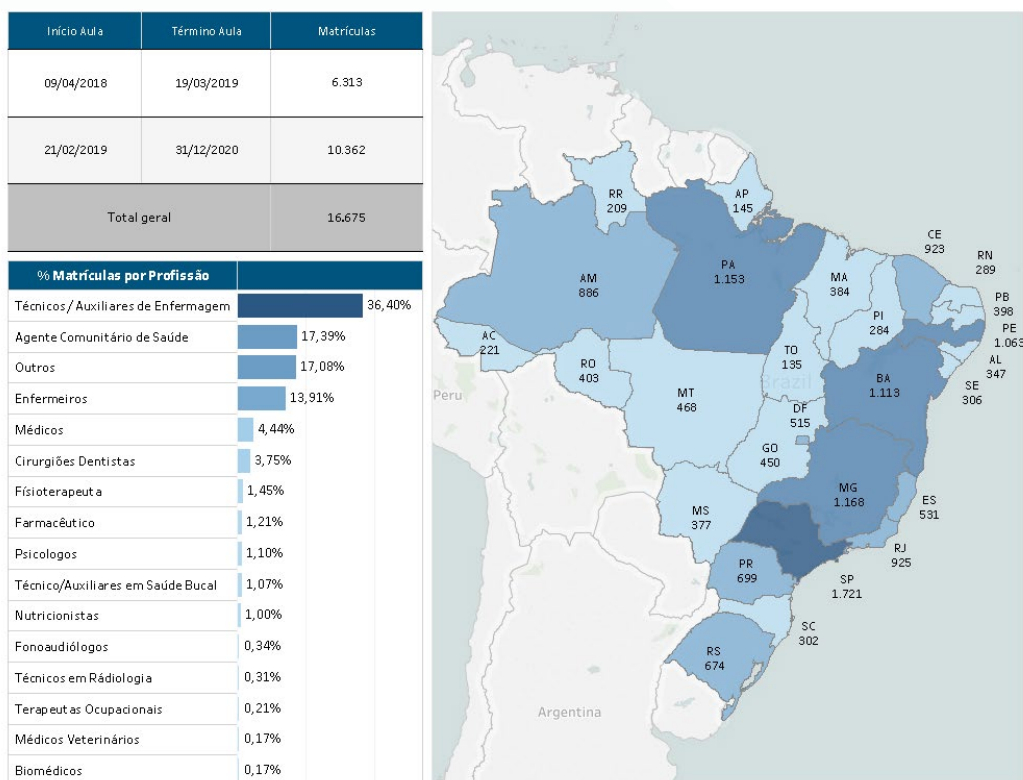 Início Aula Término Aula Matrículas
09/04/2018 19/03/2019 6.313
21/02/2019 31/12/2020 10.362
Total geral 16.675
% Matrículas por Profissão
Técnicos/ Auxiliares de Enfermagem 36,40%
Agente Comunitário de Saúde 17,39%
Outros 17,08%
Enfermeiros 13,91%
Médicos 4,44%
Cirurgiões Dentistas 3,75%
Físioterapeuta 1,45%
Farmacêutico 1,21%
Psicologos 1,10%
Técnico/Auxiliares em Saúde Bucal 1,07%
Nutricionistas 1,00%
Fonoaudiólogos 0,34%
Técnicos em Rádiologia 0,31%
Terapeutas Ocupacionais 0,21%
Médicos Veterinários 0,17%
Biomédicos 0,17%
RR
209
AP
145
CE
923
RN
289
AM
886
PA
1.153
MA
384
PB
398
PI
284
PE
1.063
AC
221
AL
347
RO
403
TO
135
BA
1.113
SE
306
Peru
Brazil
MT
468
DF
515
GO
450
MG
1.168
ES
531
MS
377
RJ
925
PR
699
SP
1.721
SC
302
RS
674
Argentina